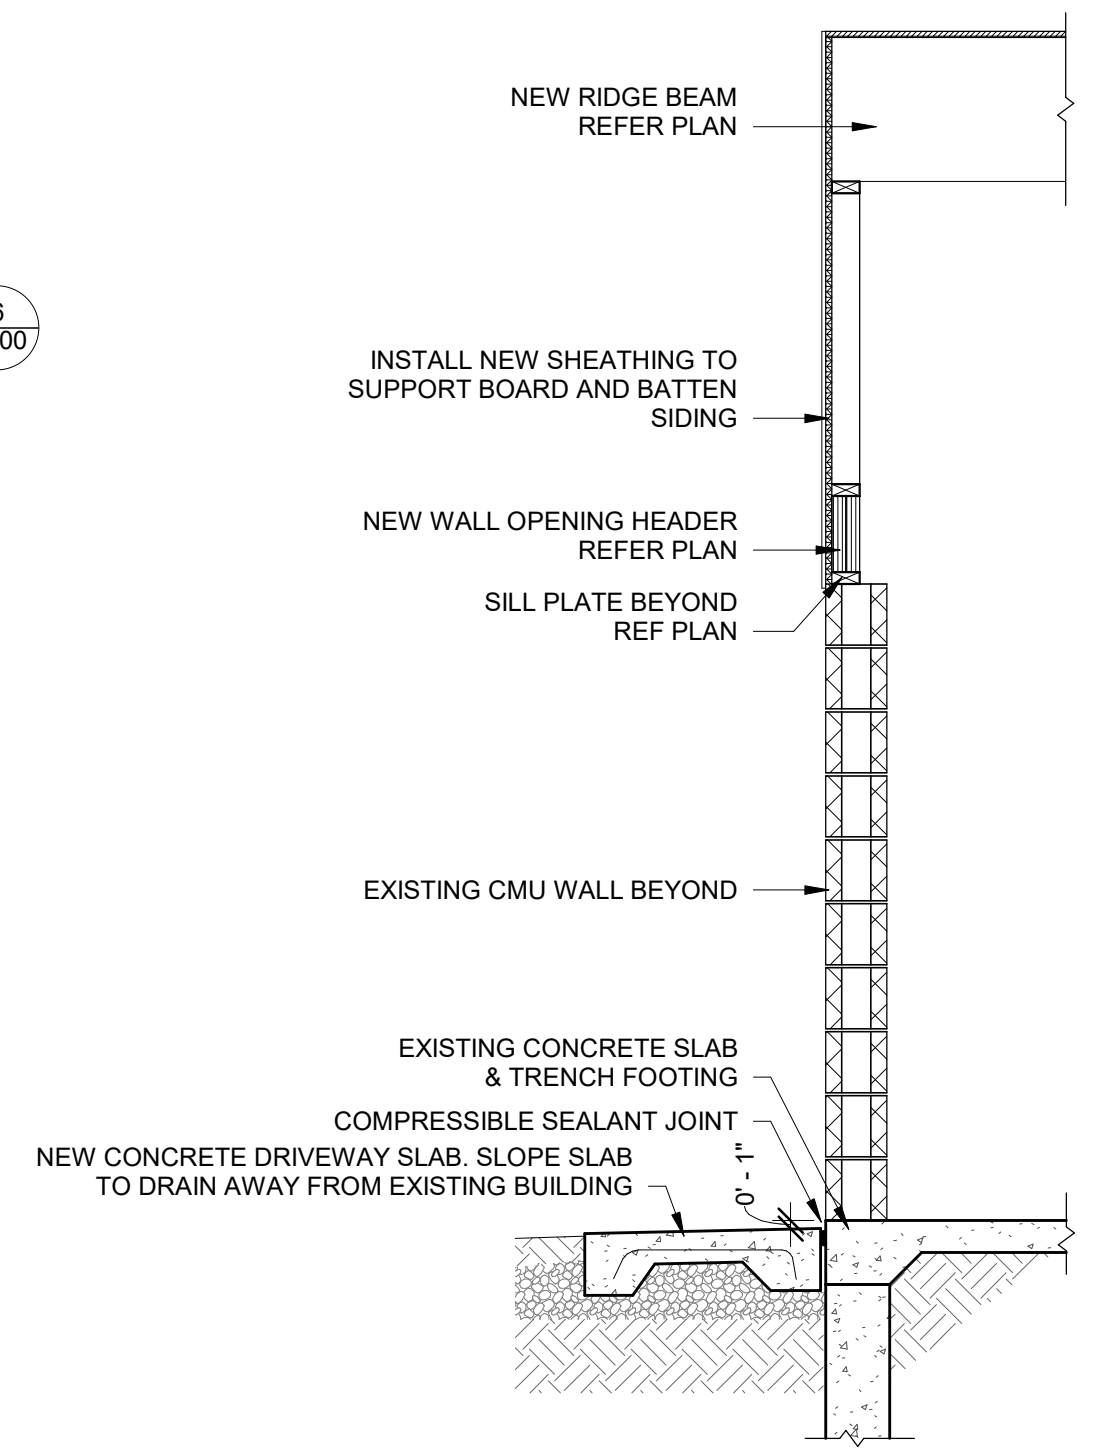 NEW RIDGE BEAM
REFER PLAN
6
00
INSTALL NEW SHEATHING TO
SUPPORT BOARD AND BATTEN
SIDING
NEW WALL OPENING HEADER
REFER PLAN
SILL PLATE BEYOND
REF PLAN
EXISTING CMU WALL BEYOND
EXISTING CONCRETE SLAB
& TRENCH FOOTING
COMPRESSIBLE SEALANT JOINT
NEW CONCRETE DRIVEWAY SLAB. SLOPE SLAB
TO DRAIN AWAY FROM EXISTING BUILDING
0' - 1"